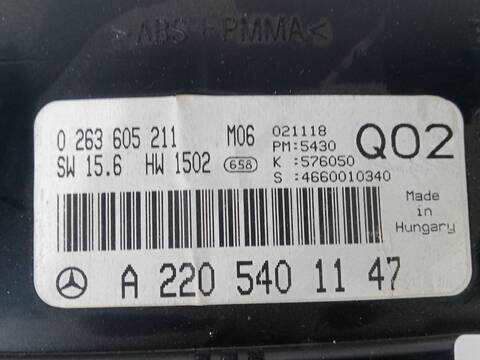 ABS+PMMA<
0 263 605 211 M06
SW 15.6 HW 1502 658
021118
PM:5430
K :576050
S :4660010340
Q02
Made
in
Hungary
A 220 540 11 47